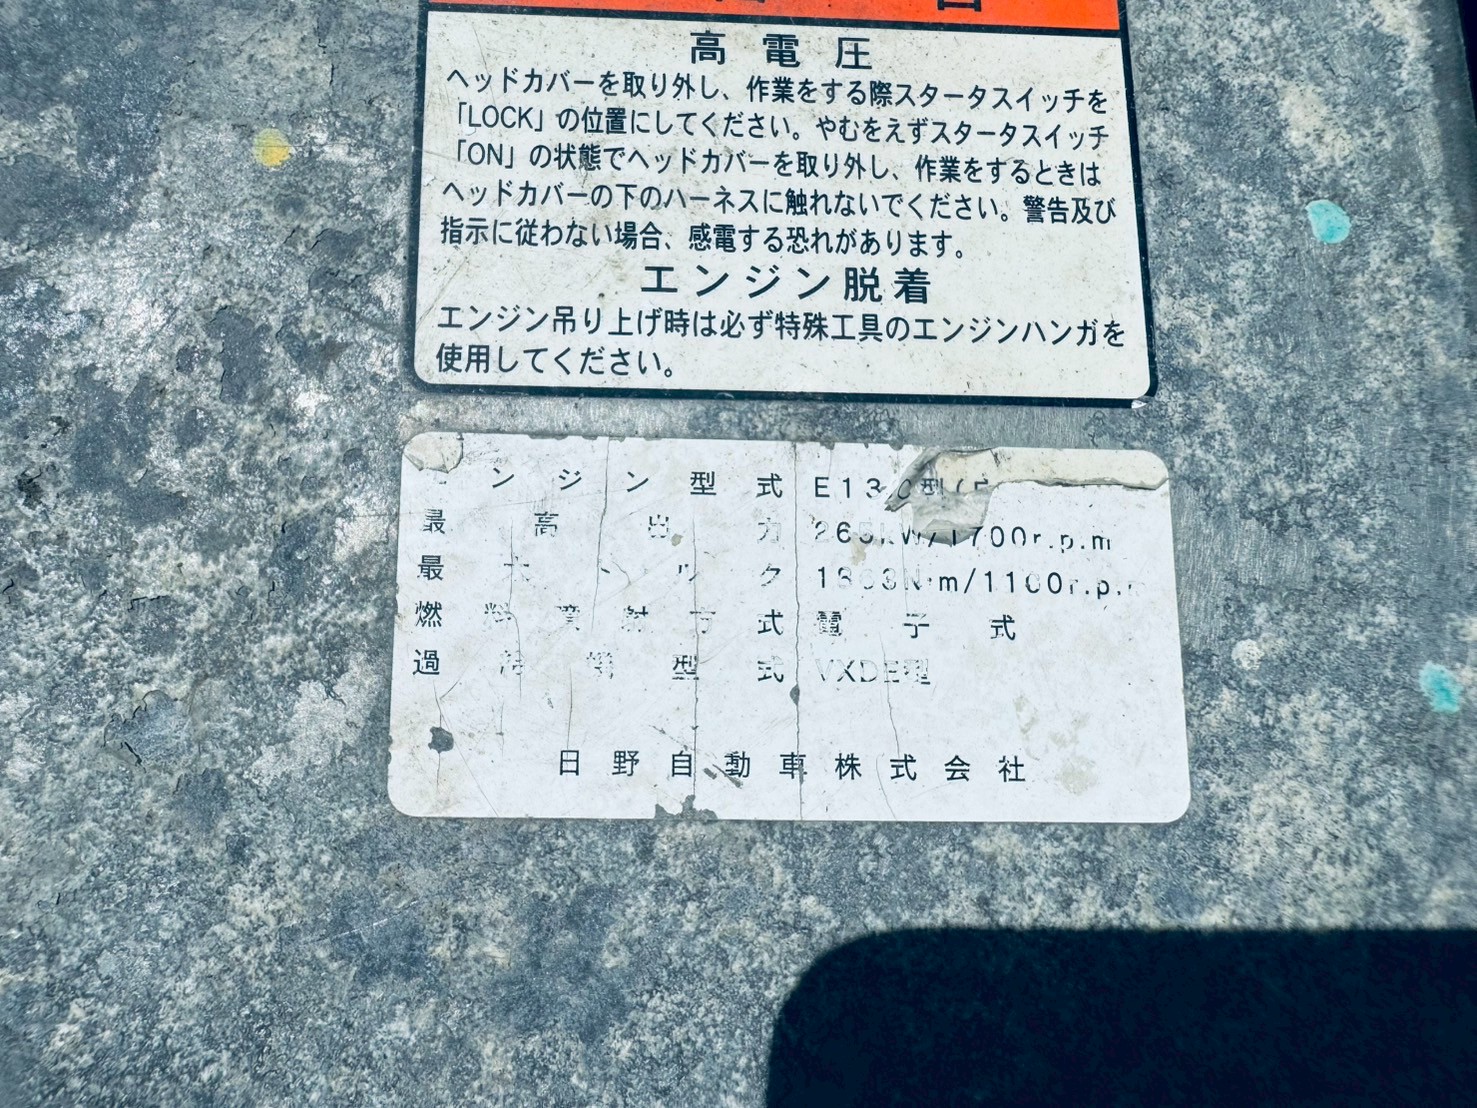 高電圧
ヘッドカバーを取り外し、作業をする際スタータスイッチを
「LOCK」の位置にしてください。やむをえずスタータスイッチ
「ON」の状態でヘッドカバーを取り外し、作業をするときは
ヘッドカバーの下のハーネスに触れないでください。警告及び
指示に従わない場合、感電する恐れがあります。
エンジン脱着
エンジン吊り上げ時は必ず特殊工具のエンジンハンガを
使用してください。
ンジン型式
最高出力 265kW/1700r.p.m
最大トルク
燃料噴射方式 電子式
過給機型式 VXDE型
日野自動車株式会社